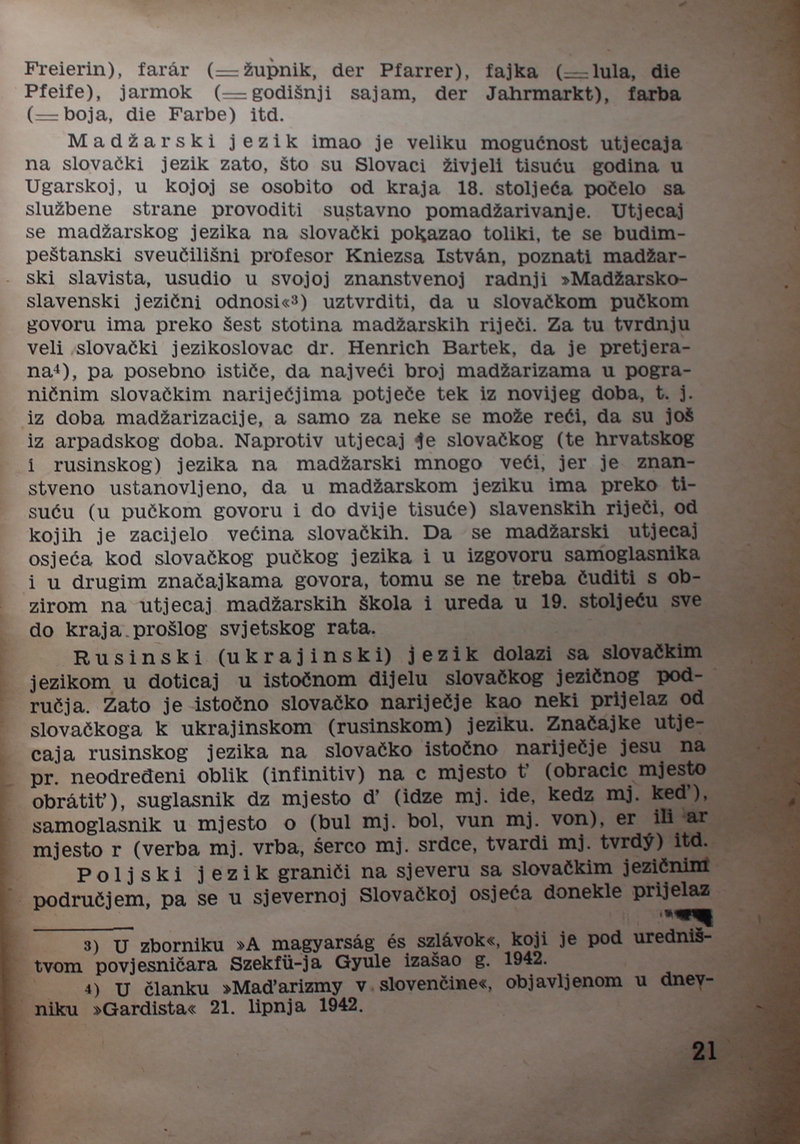 Freierin), farár (=župnik, der Pfarrer), fajka (=lula, die
Pfeife), jarmok (=godišnji sajam, der Jahrmarkt), farba
(=boja, die Farbe) itd.
Madžarski jezik imao je veliku mogućnost utjecaja
na slovački jezik zato, što su Slovaci živjeli tisuću godina u
Ugarskoj, u kojoj se osobito od kraja 18. stoljeća počelo sa
službene strane provoditi sustavno pomadžarivanje. Utjecaj
se madžarskog jezika na slovački pokazao toliki, te se budim-
peštanski sveučilišni profesor Kniezsa István, poznati madžar-
ski slavista, usudio u svojoj znanstvenoj radnji »Madžarsko-
slavenski jezični odnosi«³) uztvrditi, da u slovačkom pučkom
govoru ima preko šest stotina madžarskih riječi. Za tu tvrdnju
veli slovački jezikoslovac dr. Henrich Bartek, da je pretjera-
na⁴), pa posebno ističe, da najveći broj madžarizama u pogra-
ničnim slovačkim narijećjima potječe tek iz novijeg doba, t. j.
iz doba madžarizacije, a samo za neke se može reći, da su još
iz arpadskog doba. Naprotiv utjecaj je slovačkog (te hrvatskog
i rusinskog) jezika na madžarski mnogo veći, jer je znan-
stveno ustanovljeno, da u madžarskom jeziku ima preko ti-
suću (u pučkom govoru i do dvije tisuće) slavenskih riječi, od
kojih je zacijelo većina slovačkih. Da se madžarski utjecaj
osjeća kod slovačkog pučkog jezika i u izgovoru samoglasnika
i u drugim značajkama govora, tomu se ne treba čuditi s ob-
zirom na utjecaj madžarskih škola i ureda u 19. stoljeću sve
do kraja prošlog svjetskog rata.
Rusinski (ukrajinski) jezik dolazi sa slovačkim
jezikom u doticaj u istočnom dijelu slovačkog jezičnog pod-
ručja. Zato je istočno slovačko nariječje kao neki prijelaz od
slovačkoga k ukrajinskom (rusinskom) jeziku. Značajke utje-
caja rusinskog jezika na slovačko istočno nariječje jesu na
pr. neodređeni oblik (infinitiv) na c mjesto ť (obracic mjesto
obrátiť), suglasnik dz mjesto ď (idze mj. ide, kedz mj. keď),
samoglasnik u mjesto o (bul mj. bol, vun mj. von), er ili ar
mjesto r (verba mj. vrba, śerco mj. srdce, tvardi mj. tvrdý) itd.
Poljski jezik graniči na sjeveru sa slovačkim jezičnim
područjem, pa se u sjevernoj Slovačkoj osjeća donekle prijelaz
3) U zborniku »A magyarság és szlávok«, koji je pod uredniš-
tvom povjesničara Szekfü-ja Gyule izašao g. 1942.
4) U članku »Maďarizmy v slovenčine«, objavljenom u dnev-
niku »Gardista« 21. lipnja 1942.
21